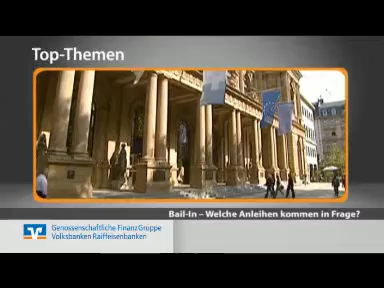 Top-Themen
Bail-In – Welche Anleihen kommen in Frage?
Genossenschaftliche FinanzGruppe
Volksbanken Raiffeisenbanken